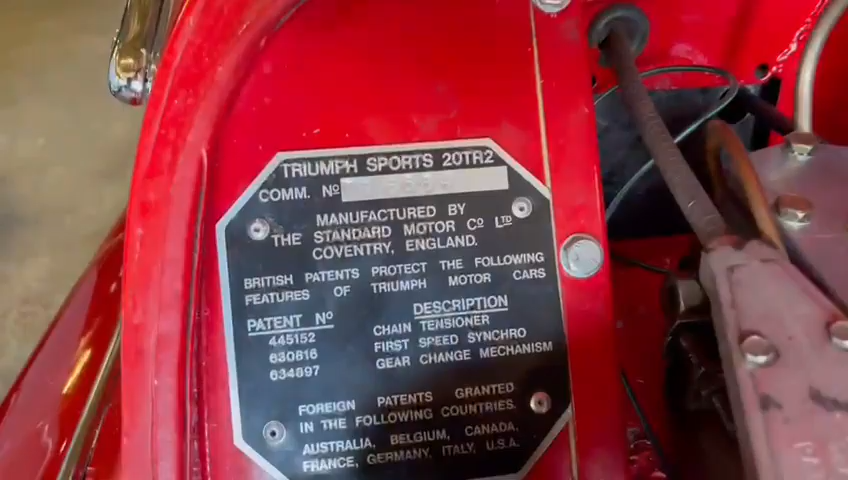 TRIUMPH SPORTS 20TR2
COMM. Nº
MANUFACTURED BY
THE STANDARD MOTOR Cº LTD
COVENTRY, ENGLAND.
BRITISH PATENTS PROTECT THE FOLLOWING
FEATURES OF TRIUMPH MOTOR CARS
PATENT Nº DESCRIPTION
445152 CHAIN TENSIONER
630816 FIRST SPEED SYNCHRO
634897 GEAR CHANGE MECHANISM
FOREIGN PATENTS GRANTED
IN THE FOLLOWING COUNTRIES.
AUSTRALIA, BELGIUM, CANADA,
FRANCE, GERMANY, ITALY, U.S.A.